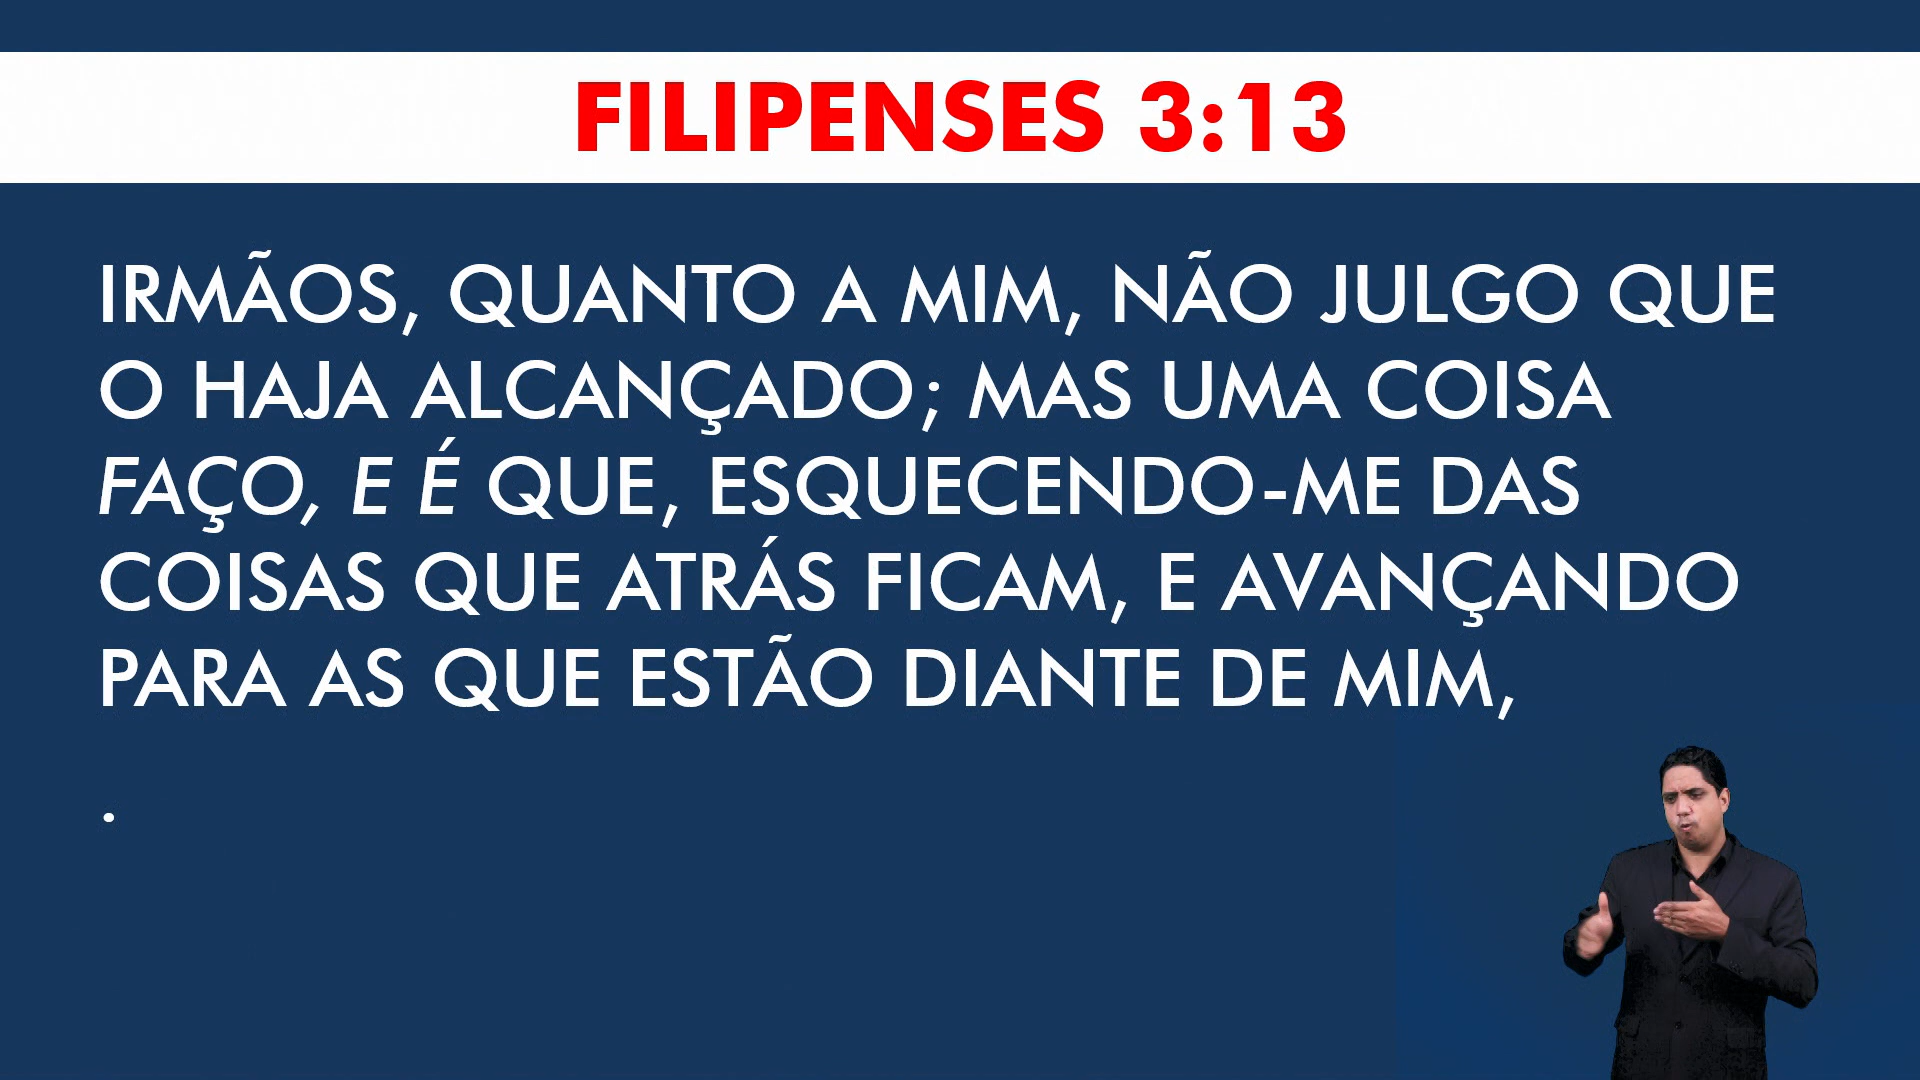 FILIPENSES 3:13
IRMÃOS, QUANTO A MIM, NÃO JULGO QUE
O HAJA ALCANÇADO; MAS UMA COISA
FAÇO, E É QUE, ESQUECENDO-ME DAS
COISAS QUE ATRÁS FICAM, E AVANÇANDO
PARA AS QUE ESTÃO DIANTE DE MIM,
.